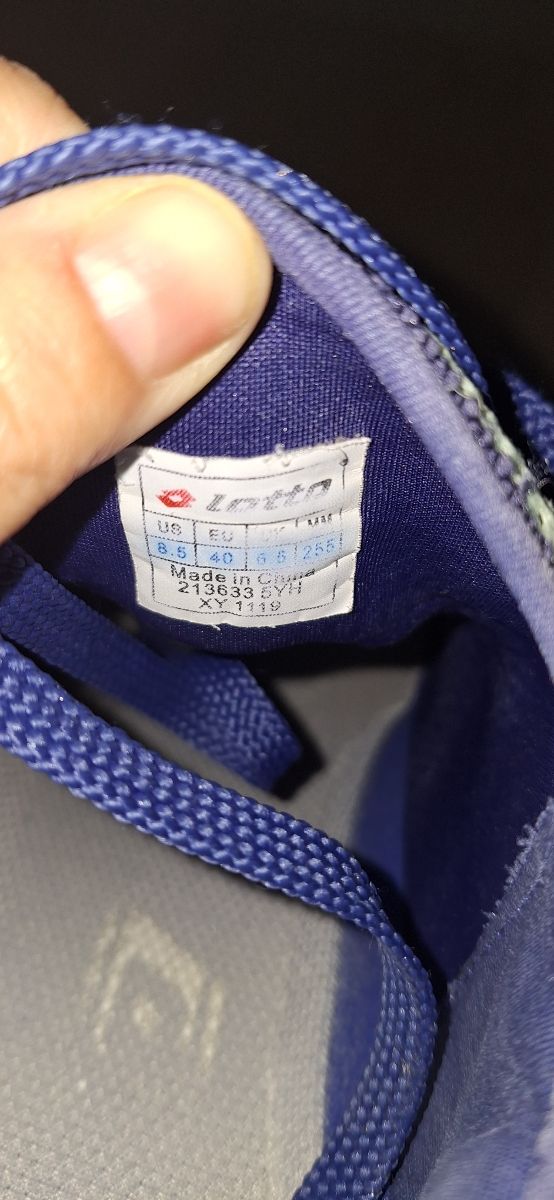 Lotto
US EU UK MM
8.5 40 6.5 255
Made in China
213633 5YH
XY 1119